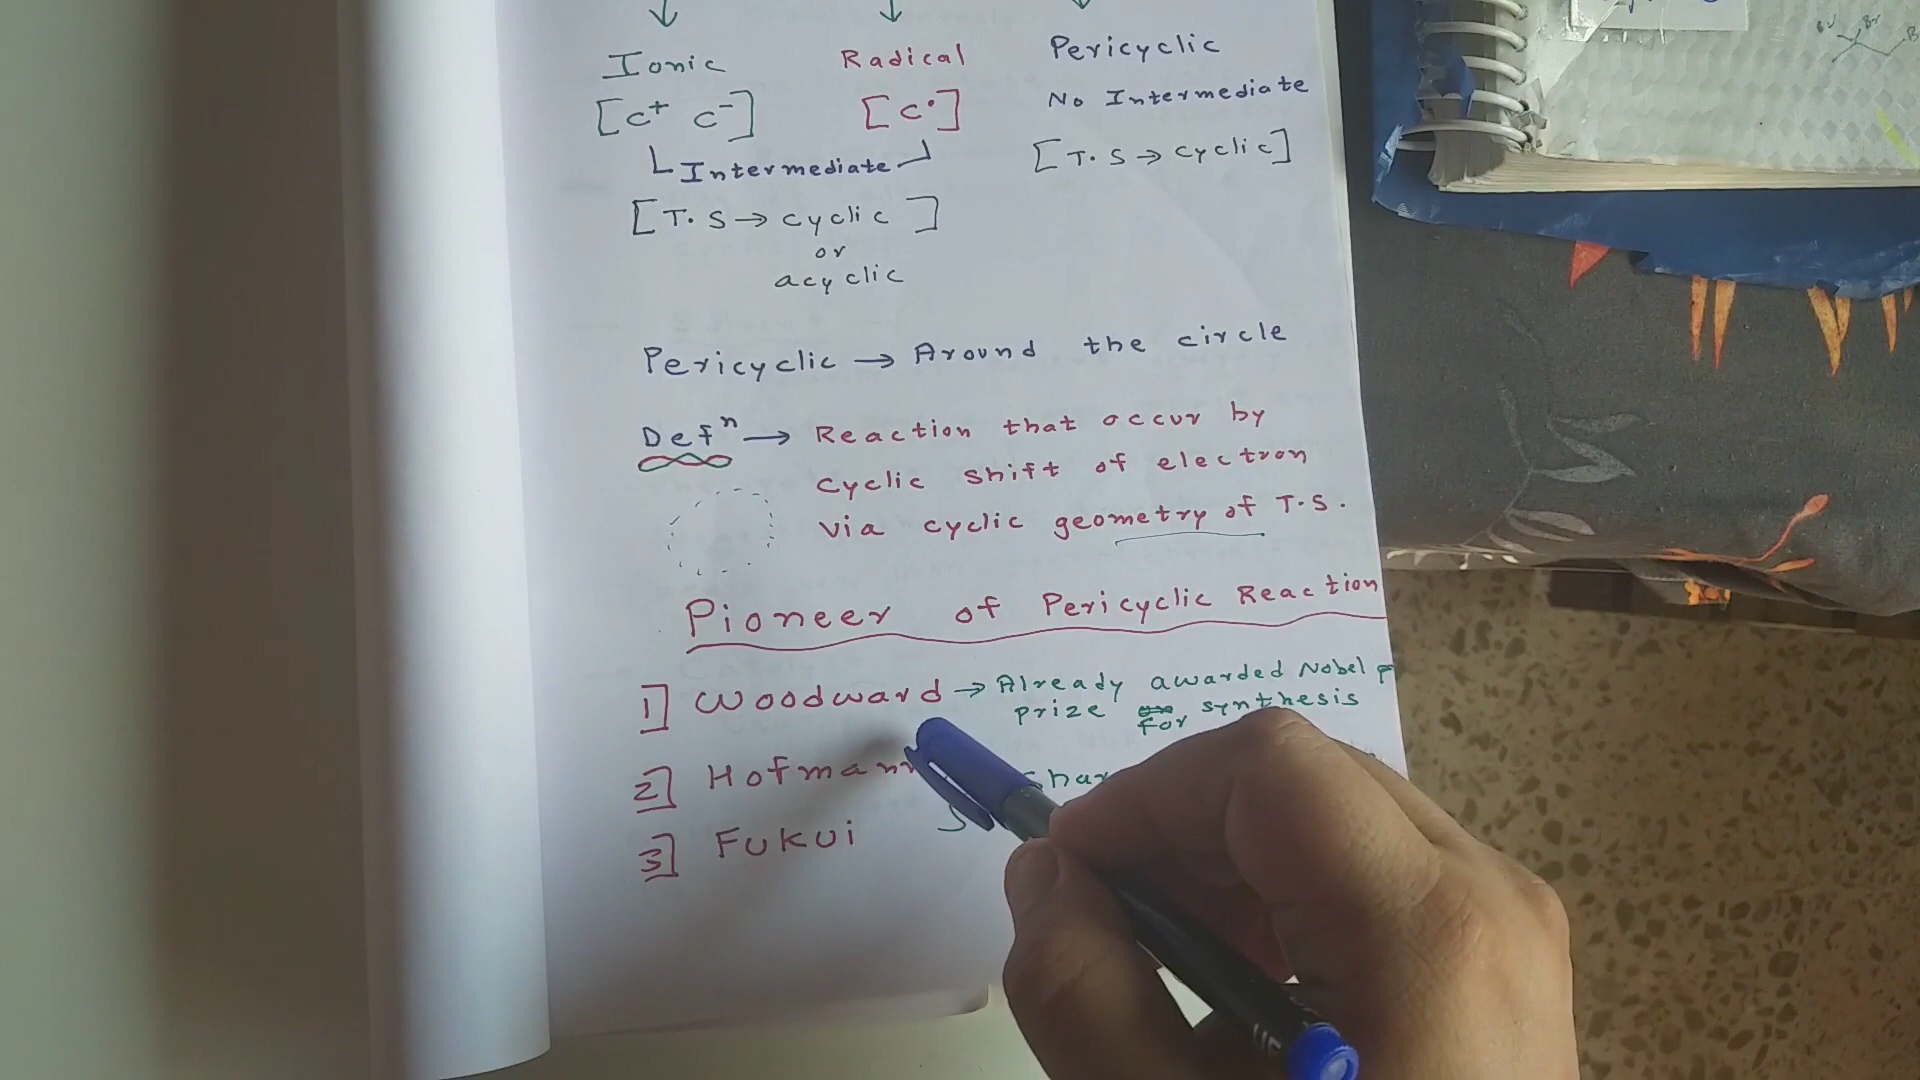 Ionic Radical Pericyclic
[C+ C-] [C•] No Intermediate
Intermediate [T.S → cyclic]
[T.S → cyclic]
or
acyclic
Pericyclic → Around the circle
Defn → Reaction that occur by
cyclic shift of electron
via cyclic geometry of T.S.
Pioneer of Pericyclic Reaction
1] Woodward → Already awarded Nobel p
prize for synthesis
2] Hofmann
3] Fukui